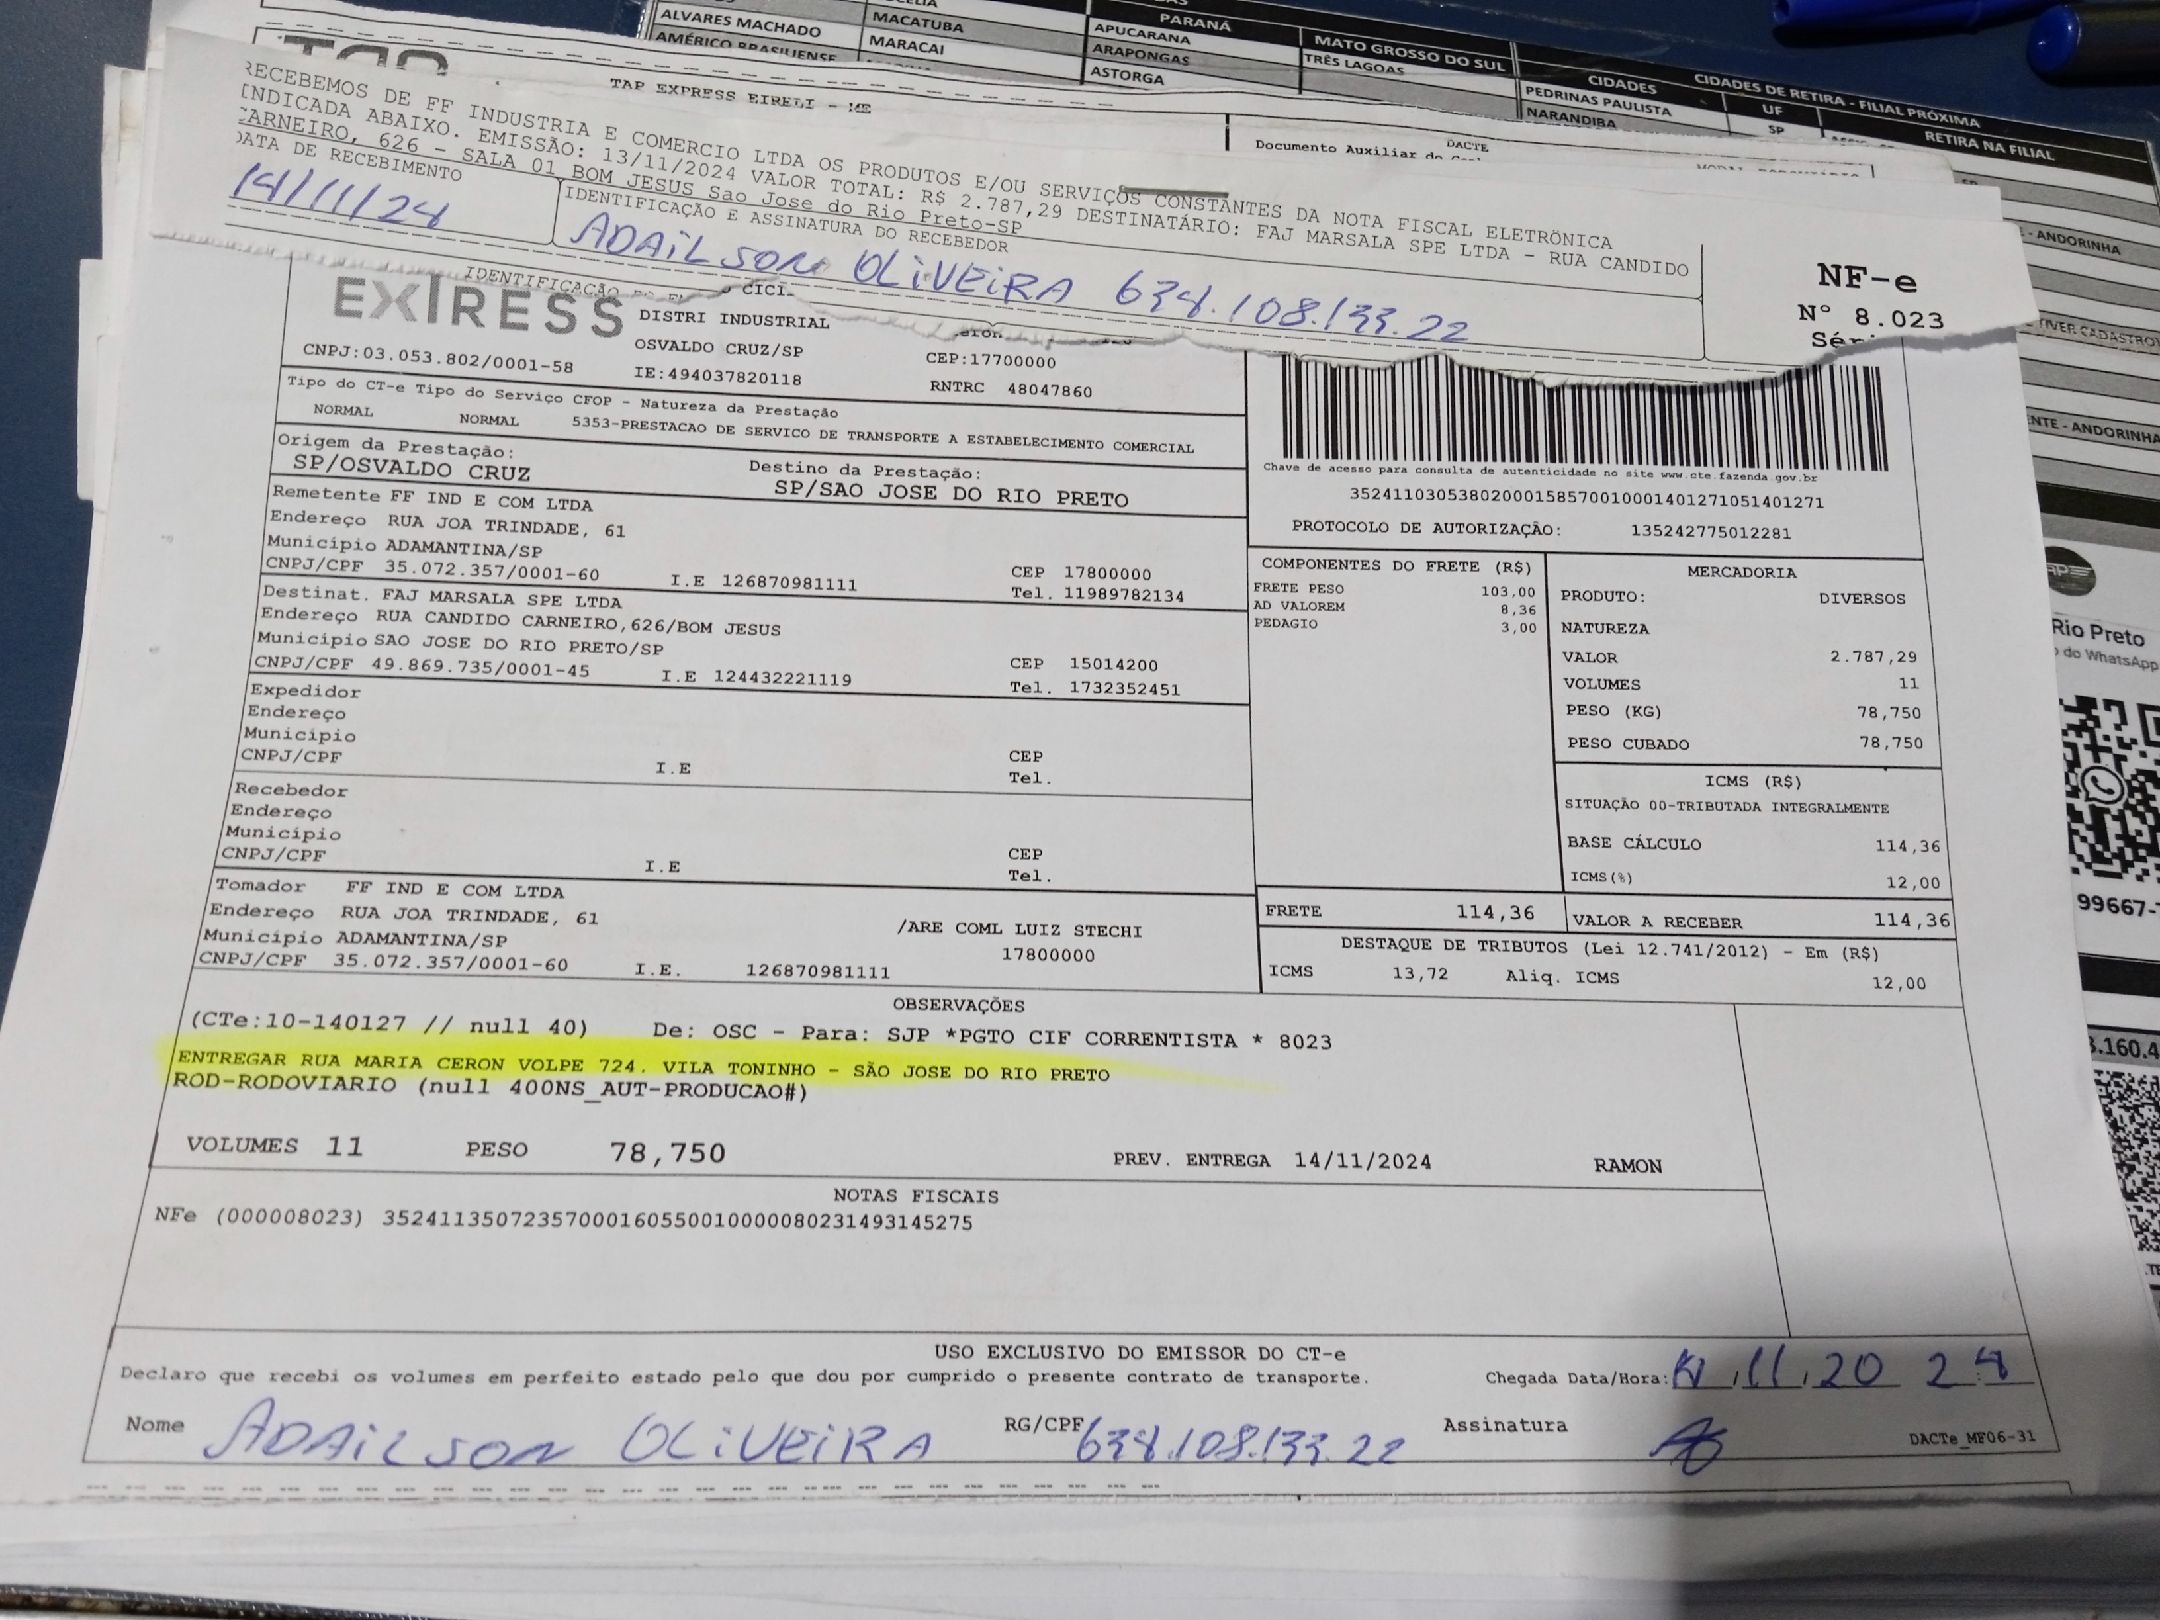 ALVARES MACHADO
AMÉRICO BRASILIENSE
MACATUBA
MARACAI
PARANÁ
APUCARANA
ARAPONGAS
ASTORGA
MATO GROSSO DO SUL
TRÊS LAGOAS
CIDADES DE RETIRA - FILIAL PRÓXIMA
CIDADES UF RETIRA NA FILIAL
PEDRINAS PAULISTA SP
NARANDIBA
- ANDORINHA
TAP EXPRESS EIRELI - ME
DACTE
Documento Auxiliar do
RECEBEMOS DE FF INDUSTRIA E COMERCIO LTDA OS PRODUTOS E/OU SERVIÇOS CONSTANTES DA NOTA FISCAL ELETRÔNICA
INDICADA ABAIXO. EMISSÃO: 13/11/2024 VALOR TOTAL: R$ 2.787,29 DESTINATÁRIO: FAJ MARSALA SPE LTDA - RUA CANDIDO
CARNEIRO, 626 - SALA 01 BOM JESUS Sao Jose do Rio Preto-SP
DATA DE RECEBIMENTO
14/11/24
IDENTIFICAÇÃO E ASSINATURA DO RECEBEDOR
ADAILSON OLIVEIRA 634.108.133.22
NF-e
Nº 8.023
EXPRESS
DISTRI INDUSTRIAL
OSVALDO CRUZ/SP CEP:17700000
CNPJ:03.053.802/0001-58 IE:494037820118 RNTRC 48047860
Tipo do CT-e Tipo do Serviço CFOP - Natureza da Prestação
NORMAL NORMAL 5353-PRESTACAO DE SERVICO DE TRANSPORTE A ESTABELECIMENTO COMERCIAL
Origem da Prestação: Destino da Prestação:
SP/OSVALDO CRUZ SP/SAO JOSE DO RIO PRETO
Chave de acesso para consulta de autenticidade no site www.cte.fazenda.gov.br
35241103053802000158570010001401271051401271
PROTOCOLO DE AUTORIZAÇÃO: 135242775012281
Remetente FF IND E COM LTDA
Endereço RUA JOA TRINDADE, 61
Município ADAMANTINA/SP CEP 17800000
CNPJ/CPF 35.072.357/0001-60 I.E 126870981111 Tel. 11989782134
Destinat. FAJ MARSALA SPE LTDA
Endereço RUA CANDIDO CARNEIRO,626/BOM JESUS
Município SAO JOSE DO RIO PRETO/SP CEP 15014200
CNPJ/CPF 49.869.735/0001-45 I.E 124432221119 Tel. 1732352451
Expedidor
Endereço
Município CEP
CNPJ/CPF I.E Tel.
Recebedor
Endereço
Município CEP
CNPJ/CPF I.E Tel.
Tomador FF IND E COM LTDA
Endereço RUA JOA TRINDADE, 61 /ARE COML LUIZ STECHI
Município ADAMANTINA/SP 17800000
CNPJ/CPF 35.072.357/0001-60 I.E. 126870981111
COMPONENTES DO FRETE (R$)
FRETE PESO 103,00
AD VALOREM 8,36
PEDAGIO 3,00
MERCADORIA
PRODUTO: DIVERSOS
NATUREZA
VALOR 2.787,29
VOLUMES 11
PESO (KG) 78,750
PESO CUBADO 78,750
ICMS (R$)
SITUAÇÃO 00-TRIBUTADA INTEGRALMENTE
BASE CÁLCULO 114,36
ICMS(%) 12,00
FRETE 114,36 VALOR A RECEBER 114,36
DESTAQUE DE TRIBUTOS (Lei 12.741/2012) - Em (R$)
ICMS 13,72 Aliq. ICMS 12,00
OBSERVAÇÕES
(CTe:10-140127 // null 40) De: OSC - Para: SJP *PGTO CIF CORRENTISTA * 8023
ENTREGAR RUA MARIA CERON VOLPE 724. VILA TONINHO - SÃO JOSE DO RIO PRETO
ROD-RODOVIARIO (null 400NS_AUT-PRODUCAO#)
VOLUMES 11 PESO 78,750 PREV. ENTREGA 14/11/2024 RAMON
NOTAS FISCAIS
NFe (000008023) 35241135072357000160550010000080231493145275
USO EXCLUSIVO DO EMISSOR DO CT-e
Declaro que recebi os volumes em perfeito estado pelo que dou por cumprido o presente contrato de transporte. Chegada Data/Hora: 14.11.20 24
Nome ADAILSON OLIVEIRA RG/CPF 634.108.133.22 Assinatura
DACTe_MF06-31
Rio Preto
do WhatsApp
99667-